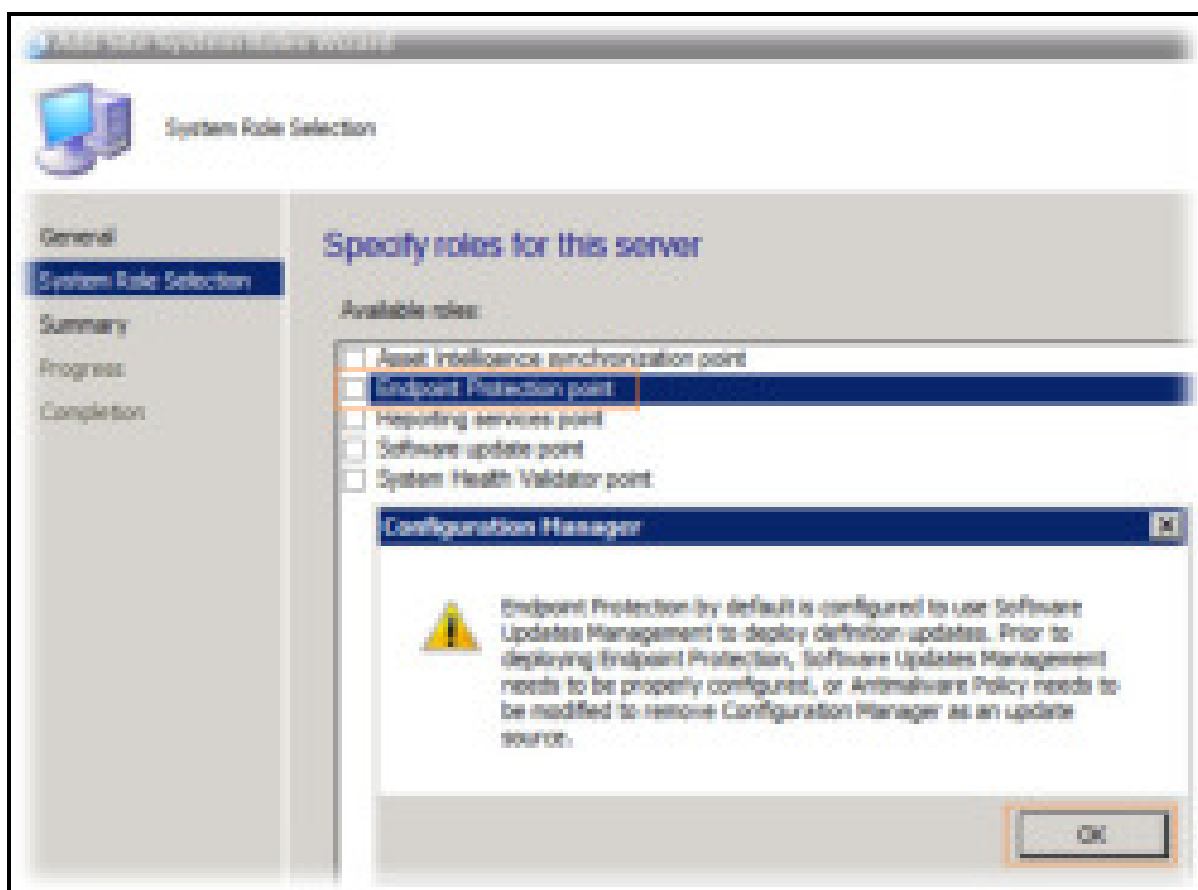 System Role Selection
General
System Role Selection
Summary
Progress
Completion
Specify roles for this server
Available roles:
Asset Intelligence synchronization point
Endpoint Protection point
Reporting services point
Software update point
System Health Validator point
Configuration Manager
Endpoint Protection by default is configured to use Software
Updates Management to deploy definition updates. Prior to
deploying Endpoint Protection, Software Updates Management
needs to be properly configured, or Antimalware Policy needs to
be modified to remove Configuration Manager as an update
source.
OK